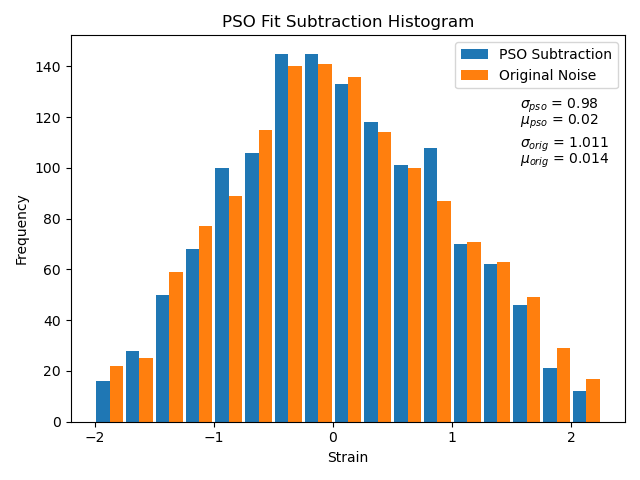 PSO Fit Subtraction Histogram
PSO Subtraction
Original Noise
σpso = 0.98
μpso = 0.02
σorig = 1.011
μorig = 0.014
Frequency
140
120
100
80
60
40
20
0
−2 −1 0 1 2
Strain